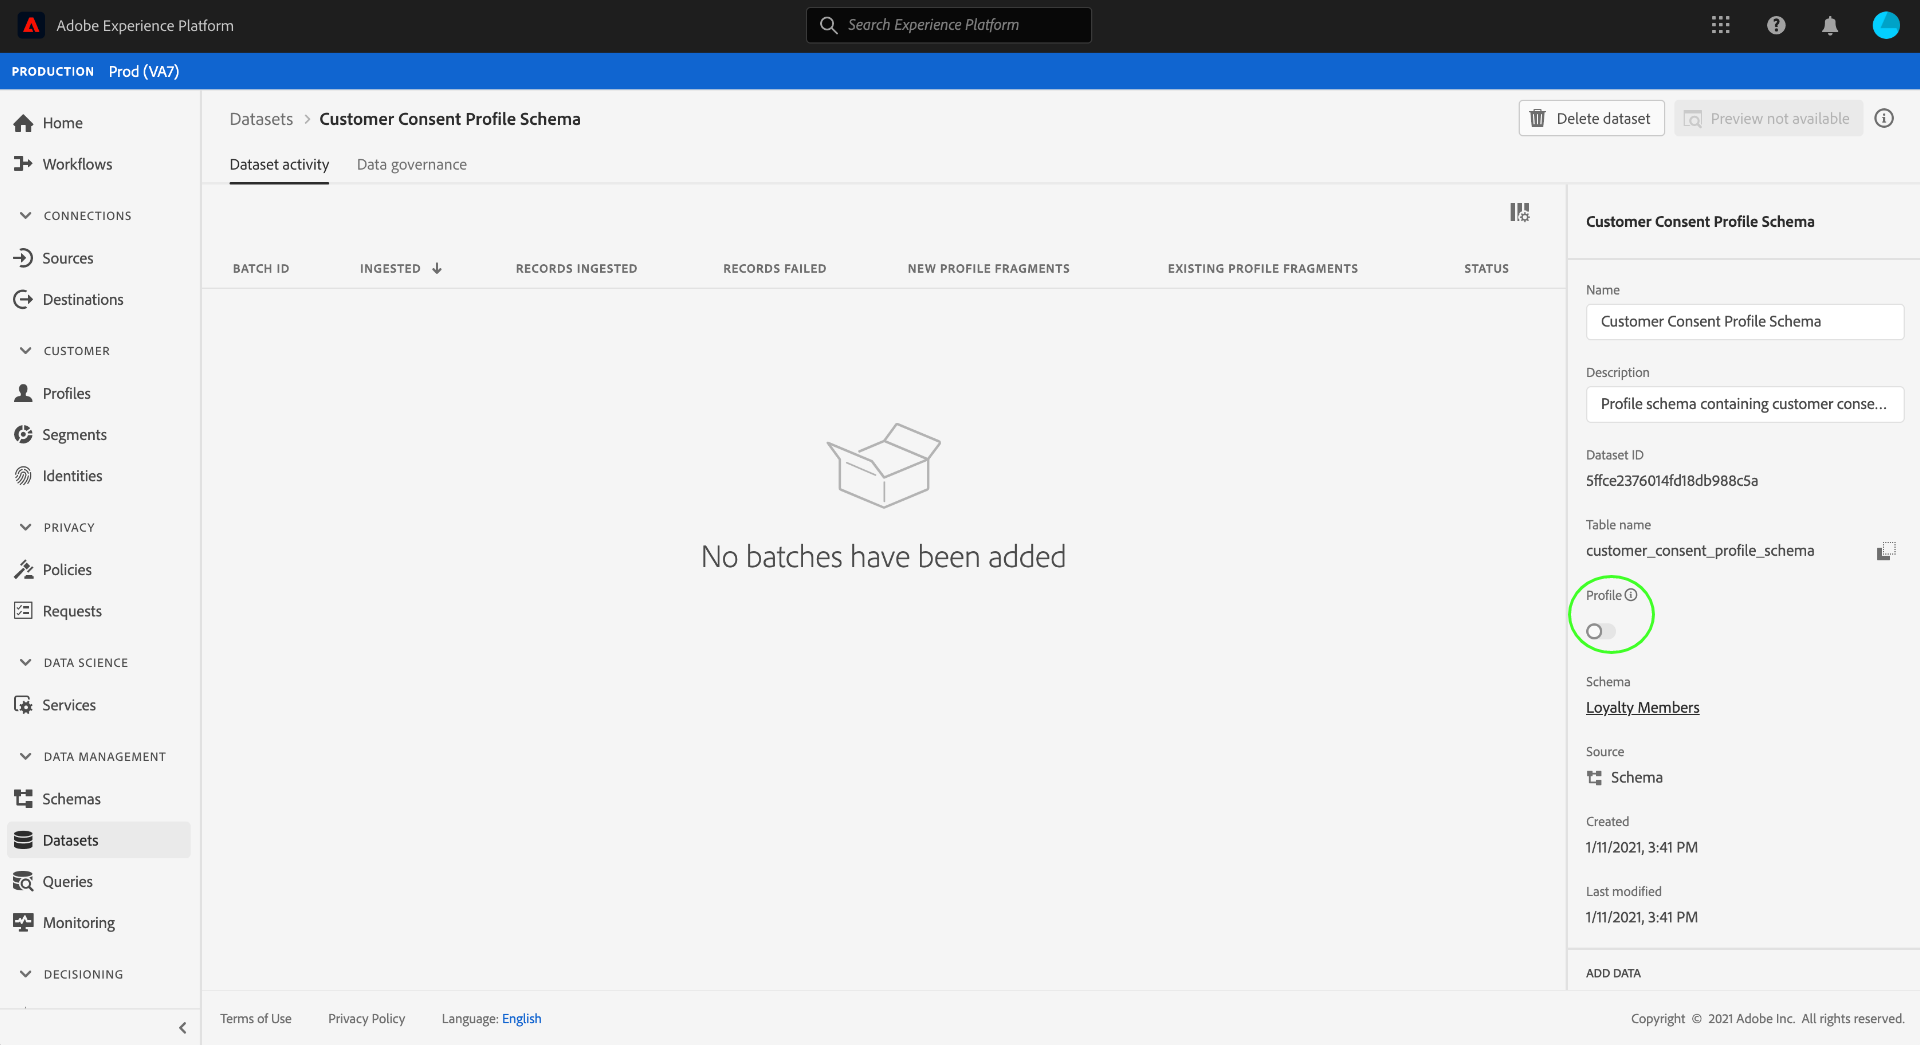 Adobe Experience Platform
Search Experience Platform
PRODUCTION Prod (VA7)
Home
Workflows
CONNECTIONS
Sources
Destinations
CUSTOMER
Profiles
Segments
Identities
PRIVACY
Policies
Requests
DATA SCIENCE
Services
DATA MANAGEMENT
Schemas
Datasets
Queries
Monitoring
DECISIONING
Datasets > Customer Consent Profile Schema
Delete dataset
Preview not available
Dataset activity Data governance
BATCH ID INGESTED ↓ RECORDS INGESTED RECORDS FAILED NEW PROFILE FRAGMENTS EXISTING PROFILE FRAGMENTS STATUS
No batches have been added
Customer Consent Profile Schema
Name
Customer Consent Profile Schema
Description
Profile schema containing customer conse...
Dataset ID
5ffce2376014fd18db988c5a
Table name
customer_consent_profile_schema
Profile
Schema
Loyalty Members
Source
Schema
Created
1/11/2021, 3:41 PM
Last modified
1/11/2021, 3:41 PM
ADD DATA
Terms of Use Privacy Policy Language: English
Copyright © 2021 Adobe Inc. All rights reserved.